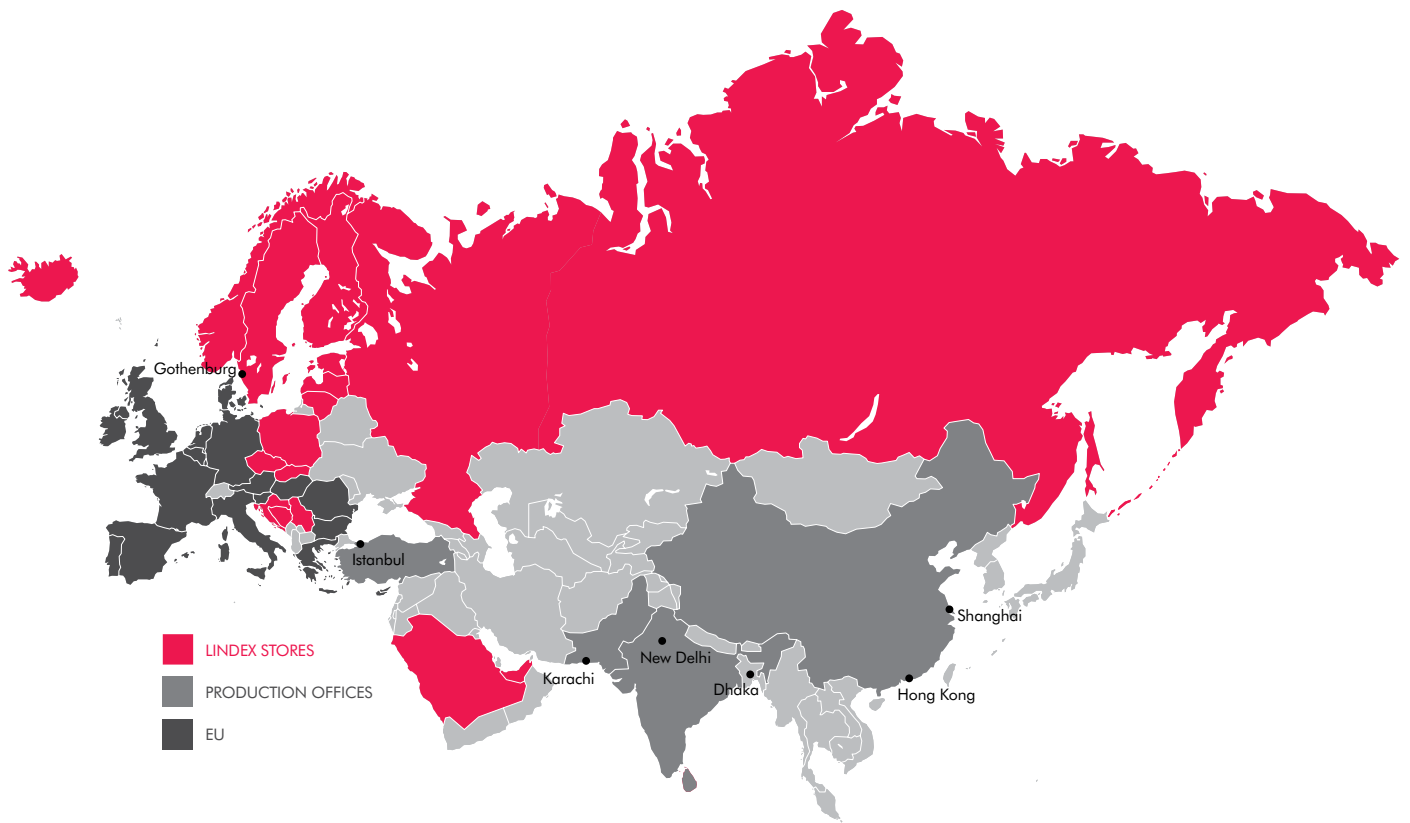 Gothenburg
Istanbul
Shanghai
New Delhi
Karachi
Dhaka
Hong Kong
LINDEX STORES
PRODUCTION OFFICES
EU